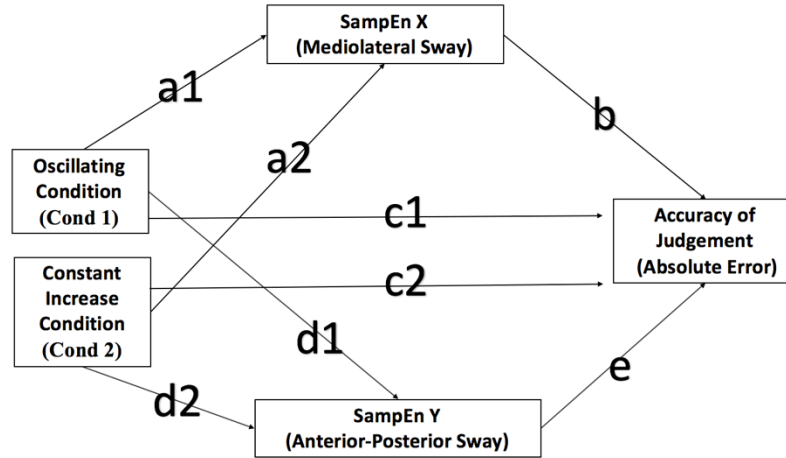 SampEn X
(Mediolateral Sway)
a1
b
a2
Oscillating
Condition
(Cond 1)
c1
Accuracy of
Judgement
(Absolute Error)
Constant
Increase
Condition
(Cond 2)
c2
d1
d2
e
SampEn Y
(Anterior-Posterior Sway)